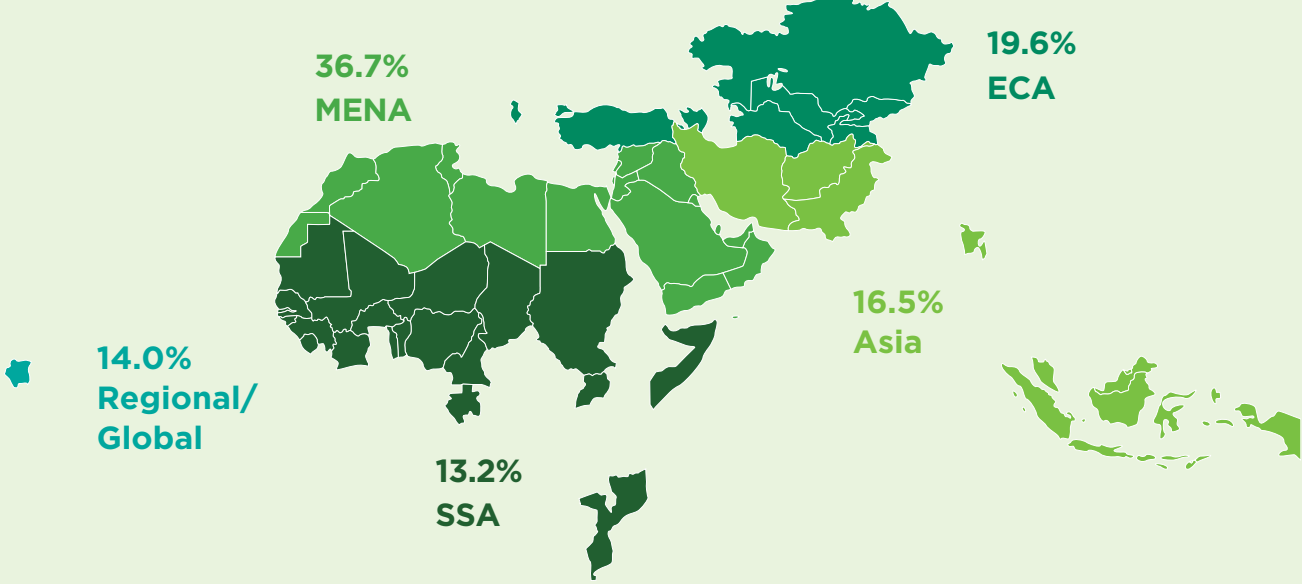 36.7%
MENA
19.6%
ECA
16.5%
Asia
14.0%
Regional/
Global
13.2%
SSA